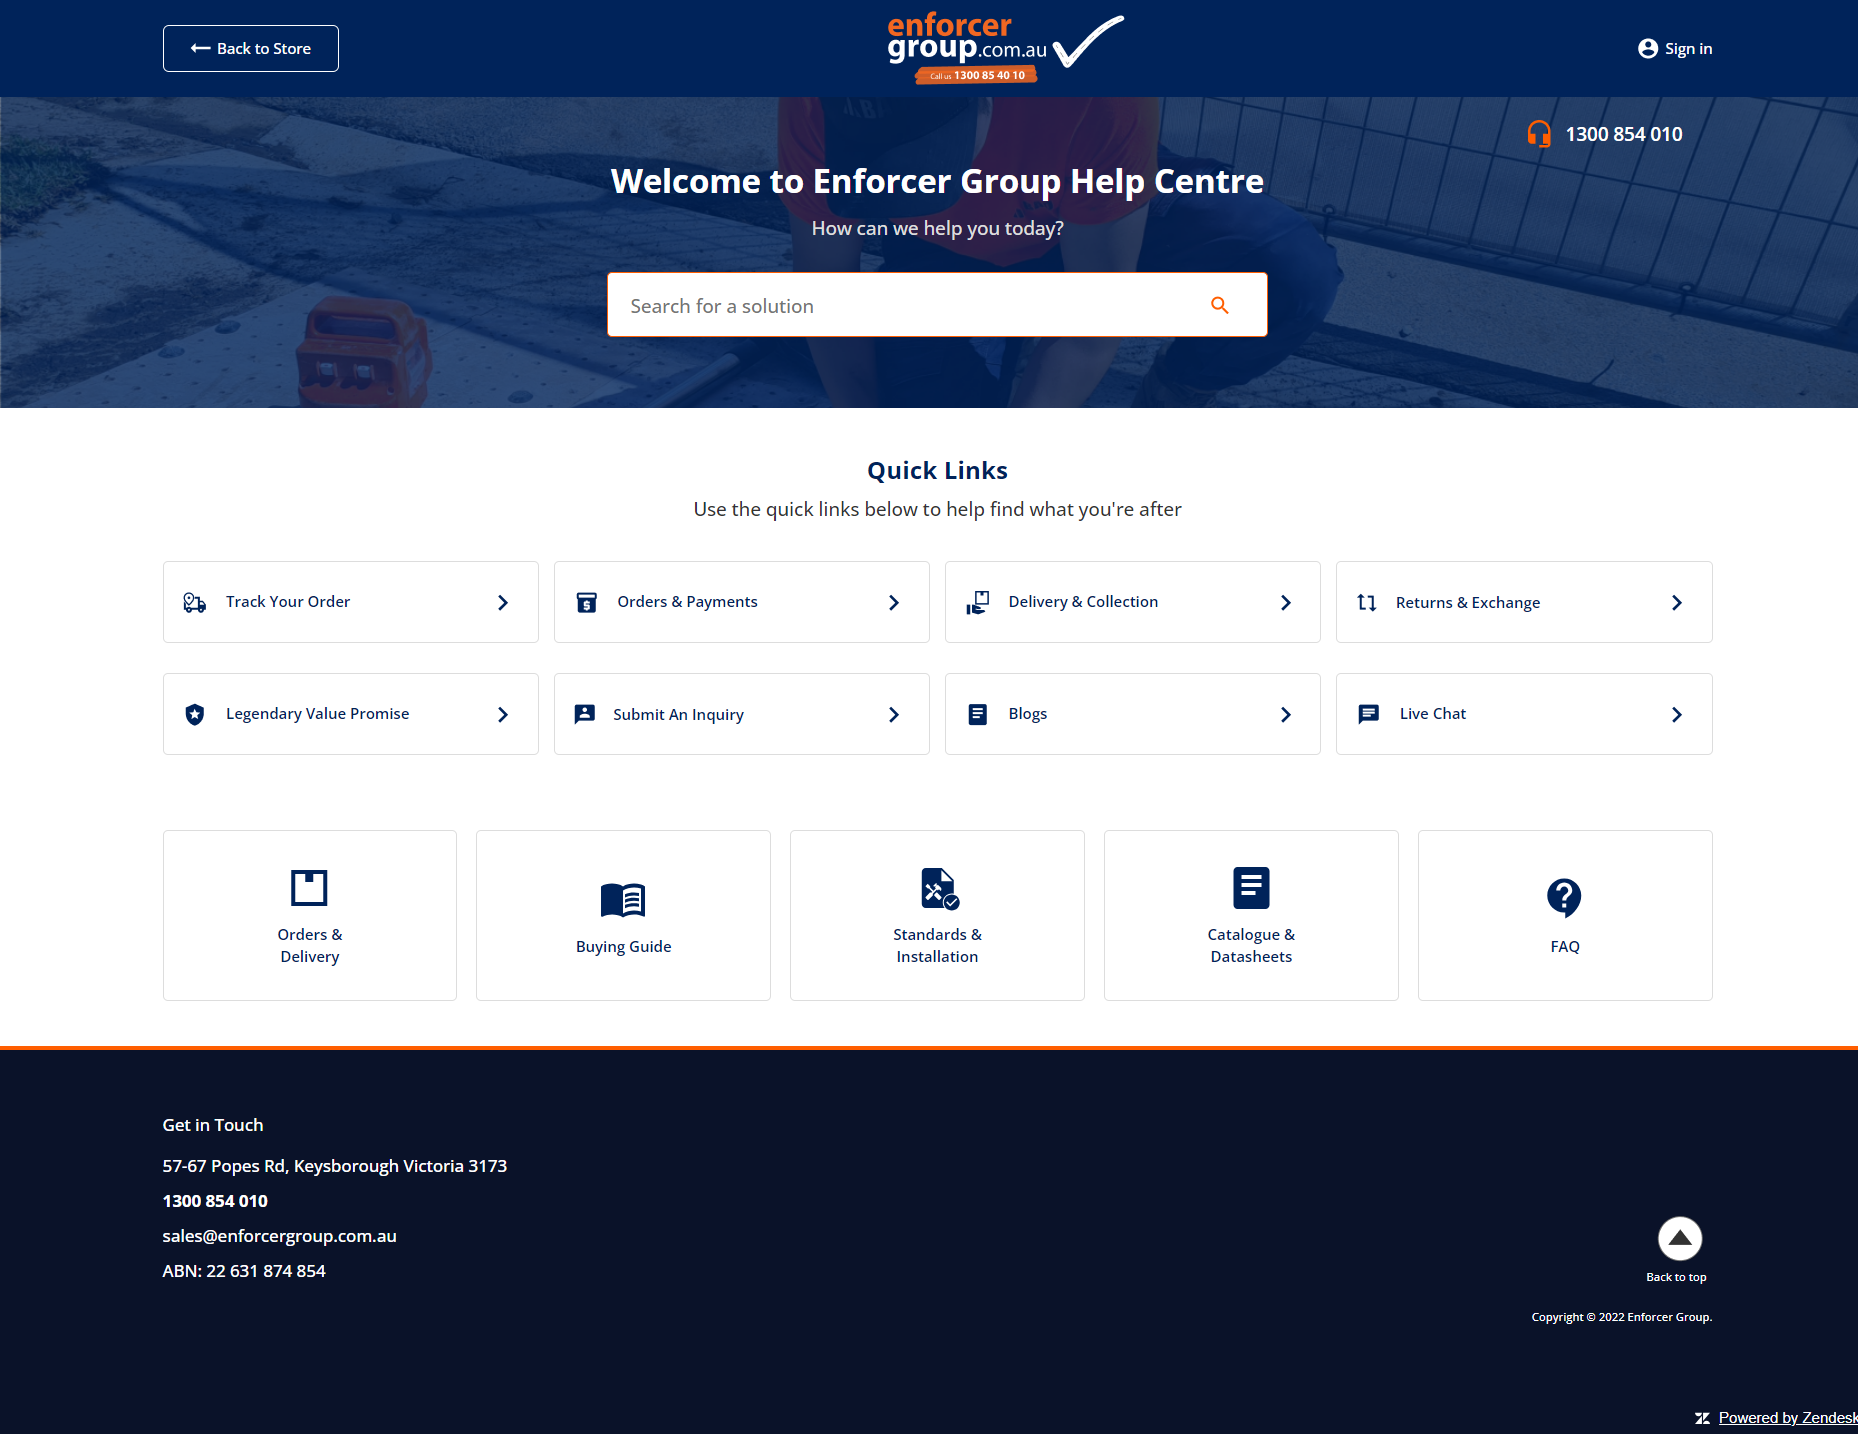 Back to Store
enforcer
group.com.au
Call us 1300 85 40 10
Sign in
1300 854 010
Welcome to Enforcer Group Help Centre
How can we help you today?
Search for a solution
Quick Links
Use the quick links below to help find what you're after
Track Your Order
Orders & Payments
Delivery & Collection
Returns & Exchange
Legendary Value Promise
Submit An Inquiry
Blogs
Live Chat
Orders &
Delivery
Buying Guide
Standards &
Installation
Catalogue &
Datasheets
FAQ
Get in Touch
57-67 Popes Rd, Keysborough Victoria 3173
1300 854 010
sales@enforcergroup.com.au
ABN: 22 631 874 854
Back to top
Copyright © 2022 Enforcer Group.
Powered by Zendesk